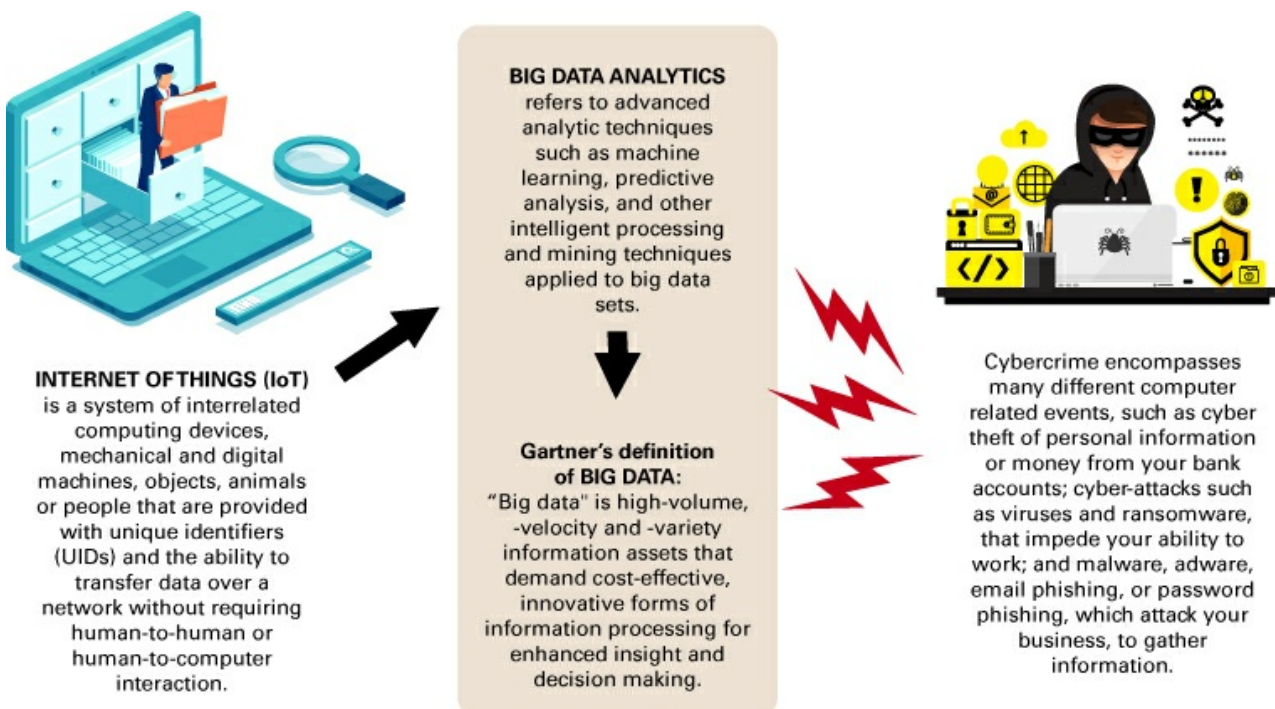 INTERNET OF THINGS (IoT)
is a system of interrelated
computing devices,
mechanical and digital
machines, objects, animals
or people that are provided
with unique identifiers
(UIDs) and the ability to
transfer data over a
network without requiring
human-to-human or
human-to-computer
interaction.
BIG DATA ANALYTICS
refers to advanced
analytic techniques
such as machine
learning, predictive
analysis, and other
intelligent processing
and mining techniques
applied to big data
sets.
Gartner's definition
of BIG DATA:
“Big data" is high-volume,
-velocity and -variety
information assets that
demand cost-effective,
innovative forms of
information processing for
enhanced insight and
decision making.
Cybercrime encompasses
many different computer
related events, such as cyber
theft of personal information
or money from your bank
accounts; cyber-attacks such
as viruses and ransomware,
that impede your ability to
work; and malware, adware,
email phishing, or password
phishing, which attack your
business, to gather
information.